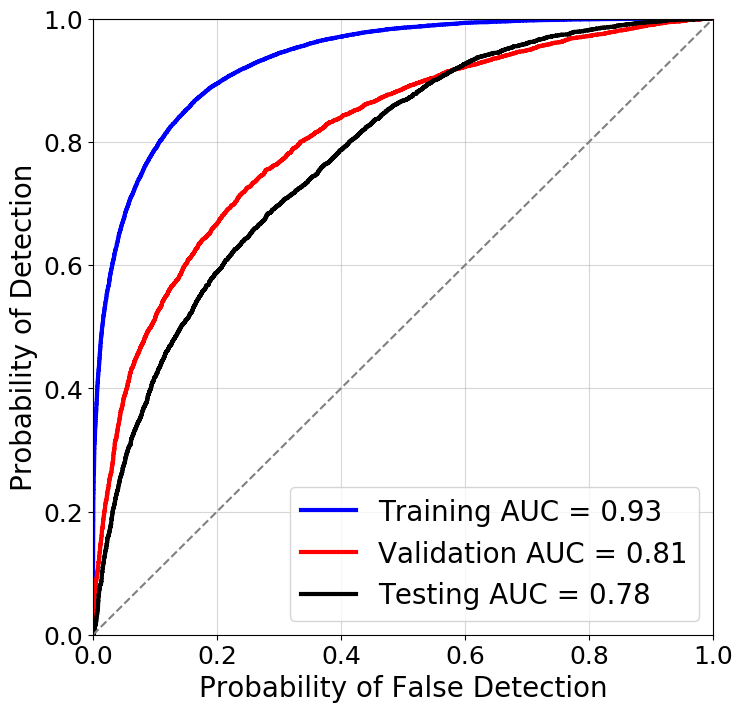 1.0
0.8
0.6
0.4
0.2
0.0
Probability of Detection
Training AUC = 0.93
Validation AUC = 0.81
Testing AUC = 0.78
0.0 0.2 0.4 0.6 0.8 1.0
Probability of False Detection